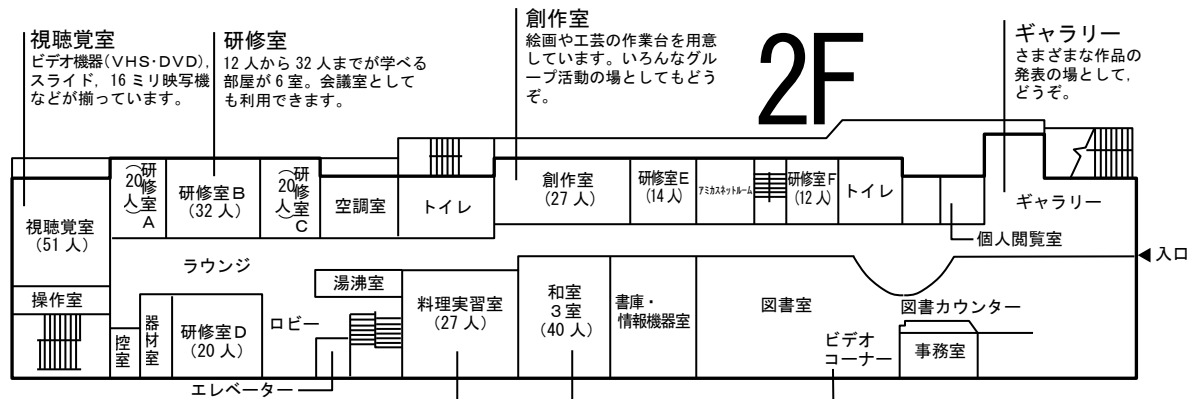 視聴覚室
ビデオ機器(VHS・DVD),
スライド，16ミリ映写機
などが揃っています。
研修室
12人から32人までが学べる
部屋が6室。会議室として
も利用できます。
創作室
絵画や工芸の作業台を用意
しています。いろんなグル
ープ活動の場としてもどう
ぞ。
2F
ギャラリー
さまざまな作品の
発表の場として，
どうぞ。
視聴覚室
(51人)
研修室A
(20人)
研修室B
(32人)
研修室C
(20人)
空調室
トイレ
創作室
(27人)
研修室E
(14人)
アミカスネットルーム
研修室F
(12人)
トイレ
個人閲覧室
ギャラリー
入口
ラウンジ
操作室
控室
器材室
研修室D
(20人)
ロビー
エレベーター
湯沸室
料理実習室
(27人)
和室
3室
(40人)
書庫・
情報機器室
図書室
ビデオ
コーナー
図書カウンター
事務室